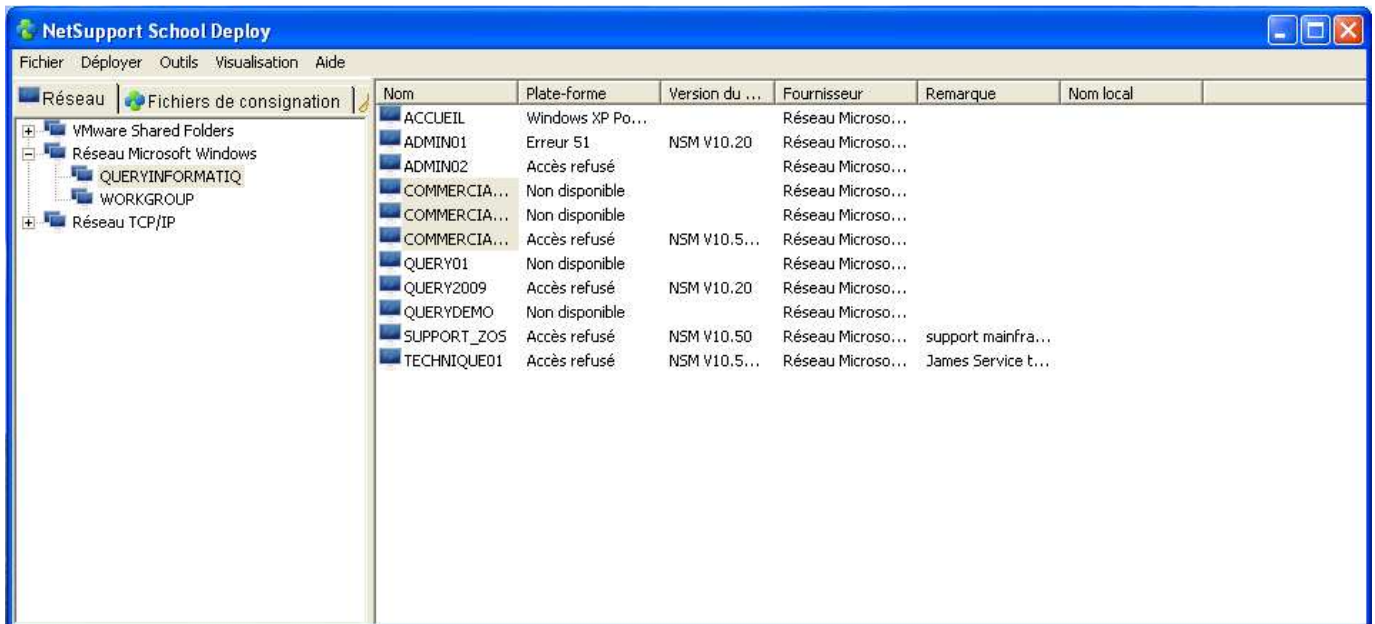 NetSupport School Deploy
Fichier Déployer Outils Visualisation Aide
Réseau Fichiers de consignation
VMware Shared Folders
Réseau Microsoft Windows
QUERYINFORMATIQ
WORKGROUP
Réseau TCP/IP
Nom Plate-forme Version du ... Fournisseur Remarque Nom local
ACCUEIL Windows XP Po... Réseau Microso...
ADMIN01 Erreur 51 NSM V10.20 Réseau Microso...
ADMIN02 Accès refusé Réseau Microso...
COMMERCIA... Non disponible Réseau Microso...
COMMERCIA... Non disponible Réseau Microso...
COMMERCIA... Accès refusé NSM V10.5... Réseau Microso...
QUERY01 Non disponible Réseau Microso...
QUERY2009 Accès refusé NSM V10.20 Réseau Microso...
QUERYDEMO Non disponible Réseau Microso...
SUPPORT_ZOS Accès refusé NSM V10.50 Réseau Microso... support mainfra...
TECHNIQUE01 Accès refusé NSM V10.5... Réseau Microso... James Service t...